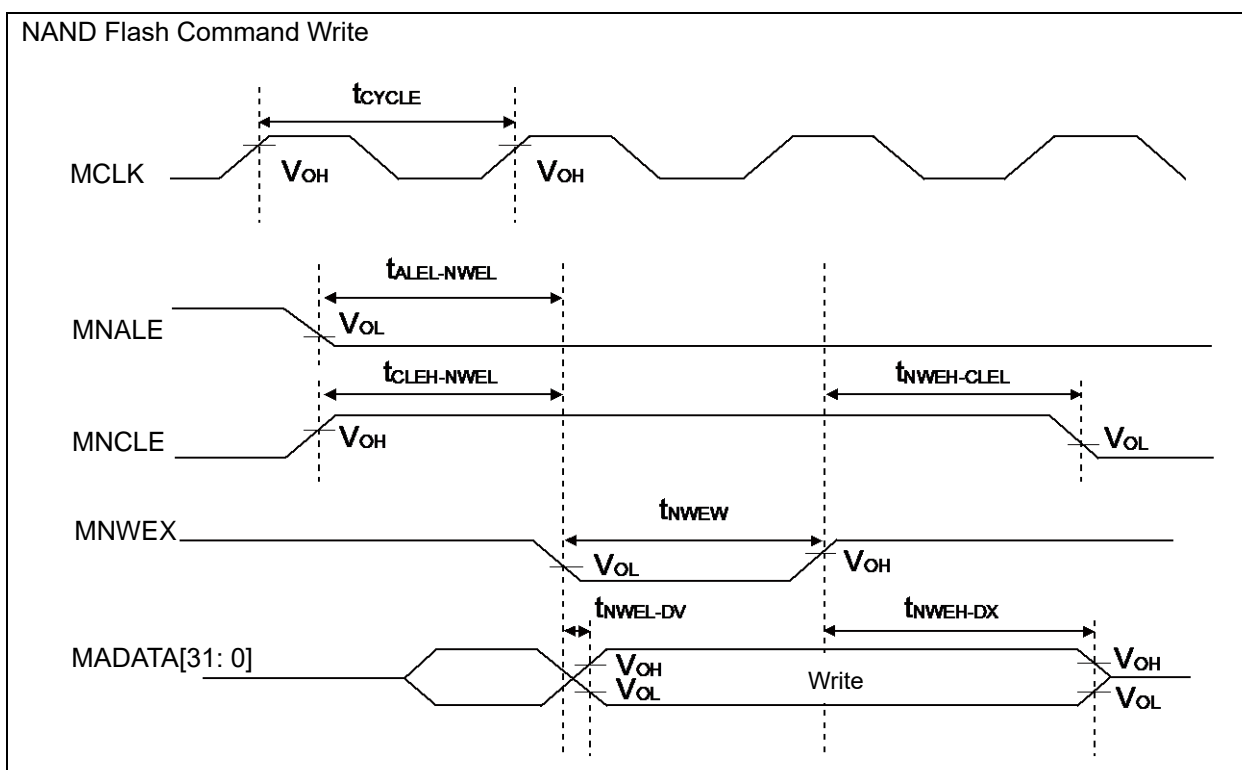 NAND Flash Command Write
tCYCLE
MCLK
VOH
VOH
tALEL-NWEL
MNALE
VOL
tCLEH-NWEL
tNWEH-CLEL
MNCLE
VOH
VOL
tNWEW
MNWEX
VOL
VOH
tNWEL-DV
tNWEH-DX
MADATA[31: 0]
VOH
VOL
Write
VOH
VOL